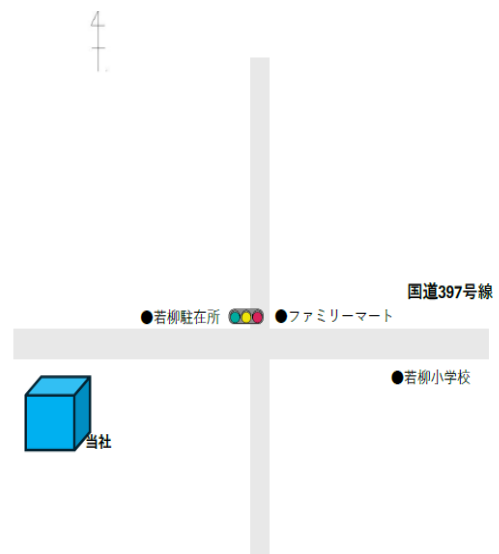 国道397号線
●若柳駐在所
●ファミリーマート
●若柳小学校
当社